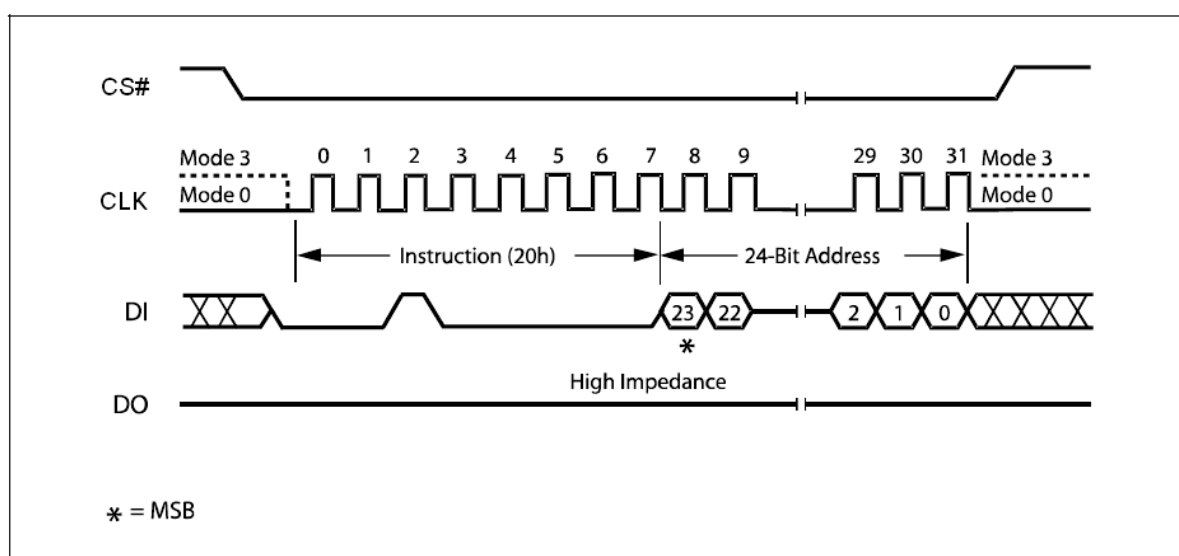 CS#
Mode 3 0 1 2 3 4 5 6 7 8 9 29 30 31 Mode 3
CLK Mode 0 Mode 0
Instruction (20h) 24-Bit Address
DI 23 22 2 1 0
*
High Impedance
DO
* = MSB